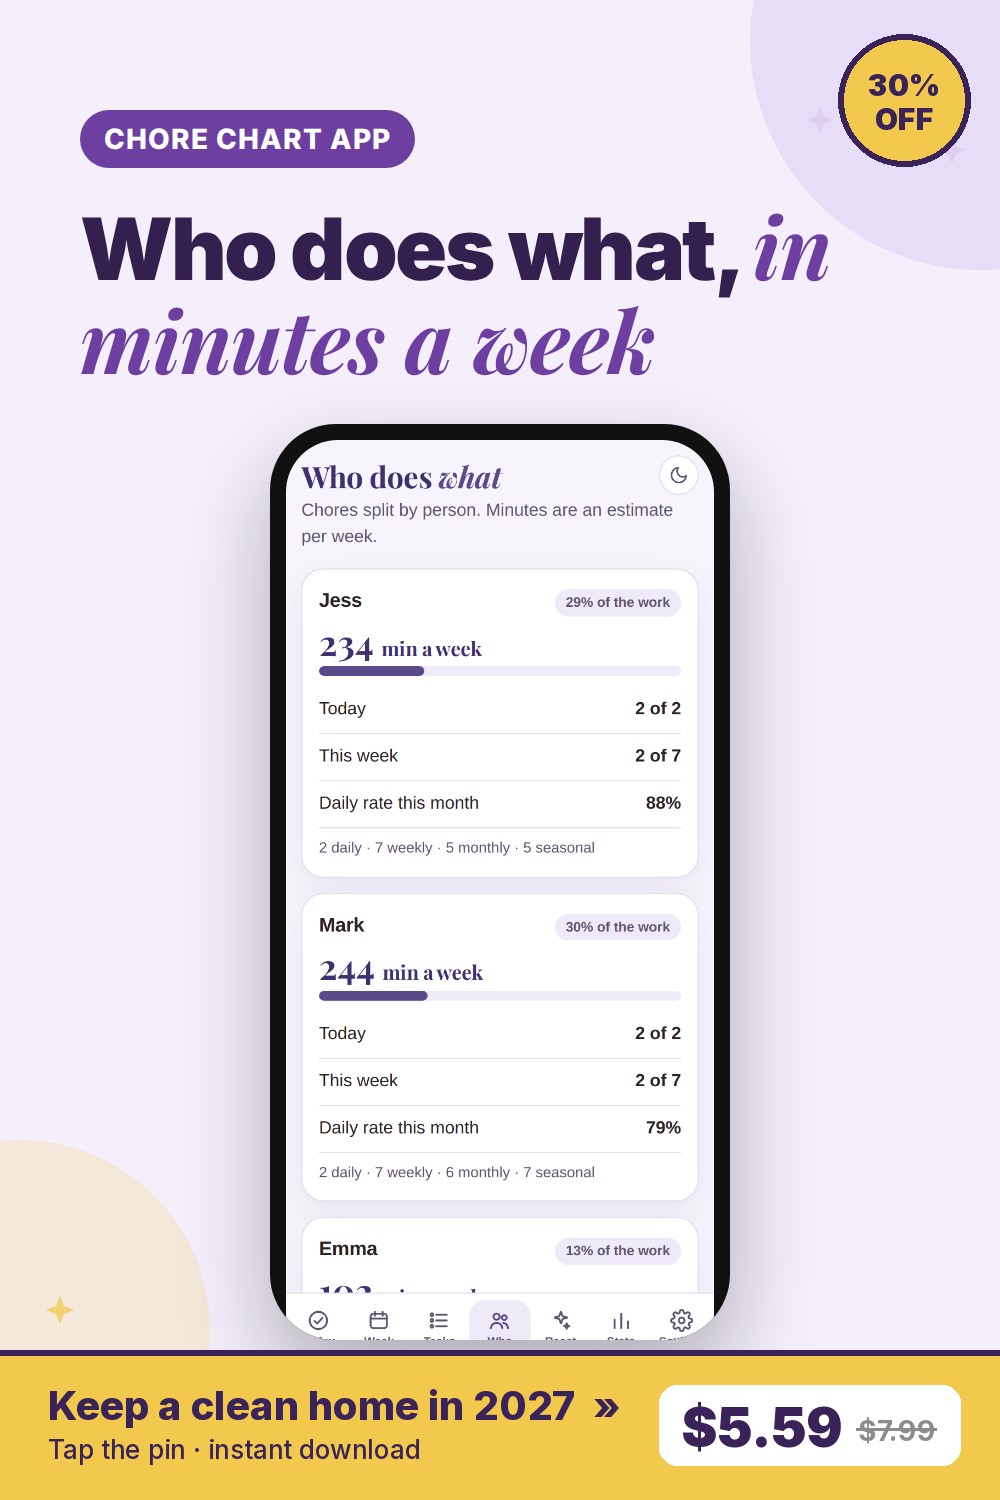 30%
OFF
CHORE CHART APP
Who does what, in
minutes a week
Who does what
Chores split by person. Minutes are an estimate
per week.
Jess
29% of the work
234 min a week
Today
2 of 2
This week
2 of 7
Daily rate this month
88%
2 daily · 7 weekly · 5 monthly · 5 seasonal
Mark
30% of the work
244 min a week
Today
2 of 2
This week
2 of 7
Daily rate this month
79%
2 daily · 7 weekly · 6 monthly · 7 seasonal
Emma
13% of the work
Keep a clean home in 2027 »
Tap the pin · instant download
$5.59 $7.99